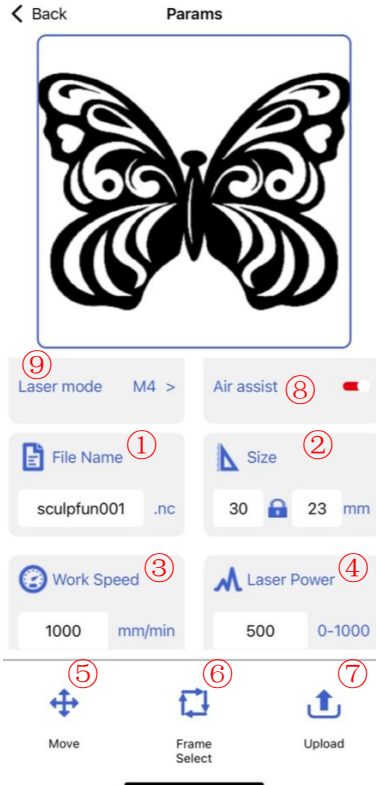 Back Params
⑨ ⑧
Laser mode M4 > Air assist
① ②
File Name Size
sculpfun001 .nc 30 23 mm
③ ④
Work Speed Laser Power
1000 mm/min 500 0-1000
⑤ ⑥ ⑦
Move Frame Select Upload